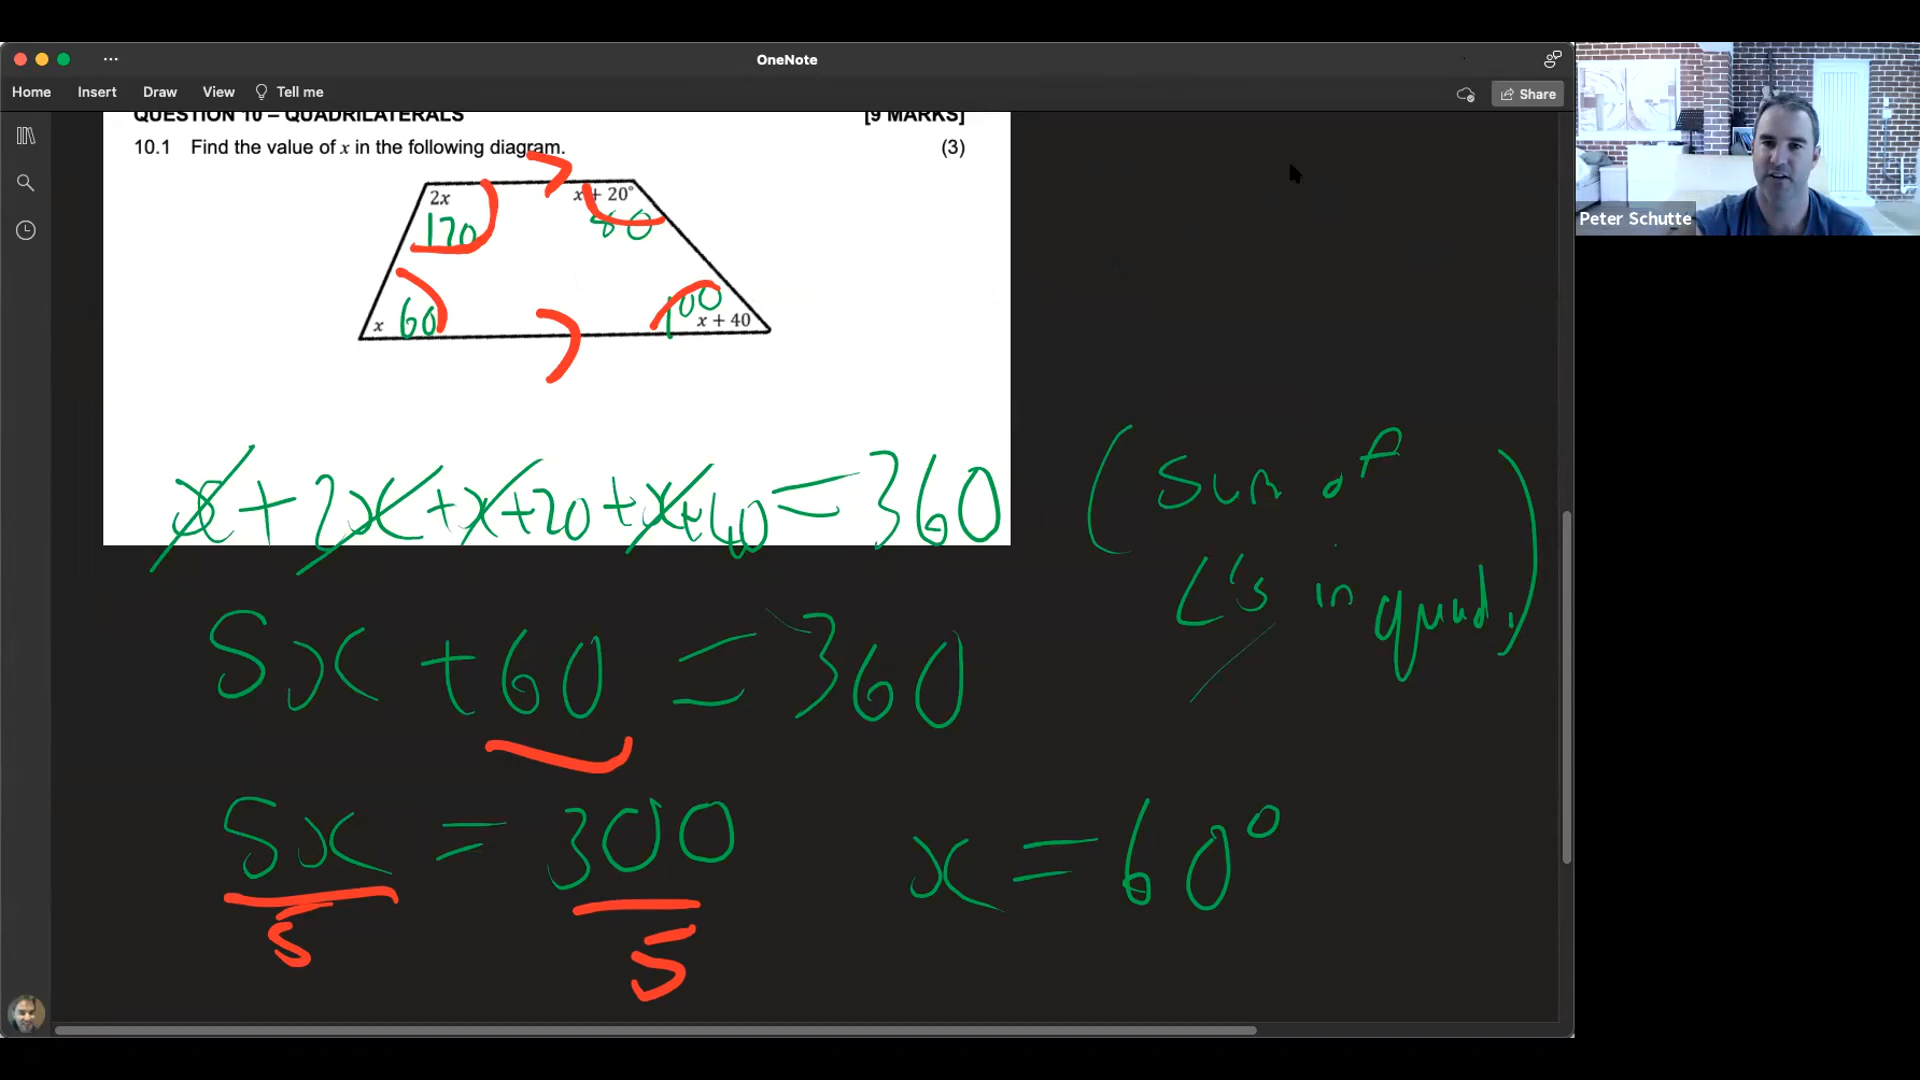 OneNote
Home Insert Draw View Tell me
Share
QUESTION 10 – QUADRILATERALS [9 MARKS]
10.1 Find the value of x in the following diagram. (3)
2x x + 20°
120 80
60 100
x x + 40
x + 2x + x + 20 + x + 40 = 360
(Sum of
∠'s in quad.)
5x + 60 = 360
5x = 300 x = 60°
5 5
Peter Schutte